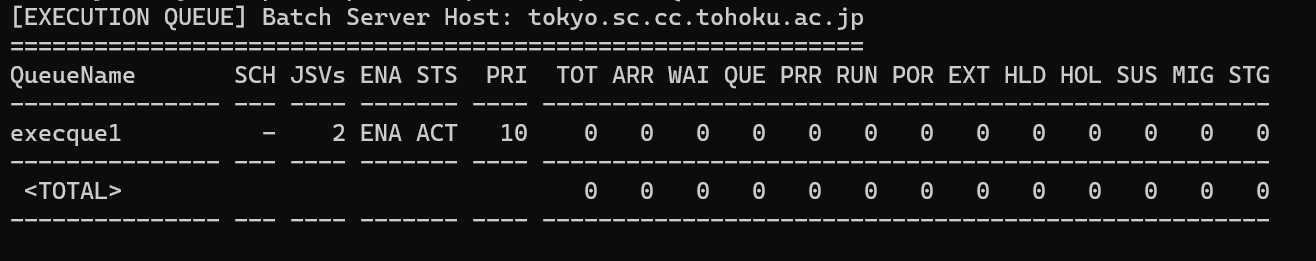 [EXECUTION QUEUE] Batch Server Host: tokyo.sc.cc.tohoku.ac.jp
=============================================================
QueueName       SCH JSVs ENA STS  PRI  TOT ARR WAI QUE PRR RUN POR EXT HLD HOL SUS MIG STG
--------------- --- ---- ------- ---- ----------------------------------------------------
execque1          -    2 ENA ACT   10    0   0   0   0   0   0   0   0   0   0   0   0   0
--------------- --- ---- ------- ---- ----------------------------------------------------
 <TOTAL>                                 0   0   0   0   0   0   0   0   0   0   0   0   0
--------------- --- ---- ------- ---- ----------------------------------------------------